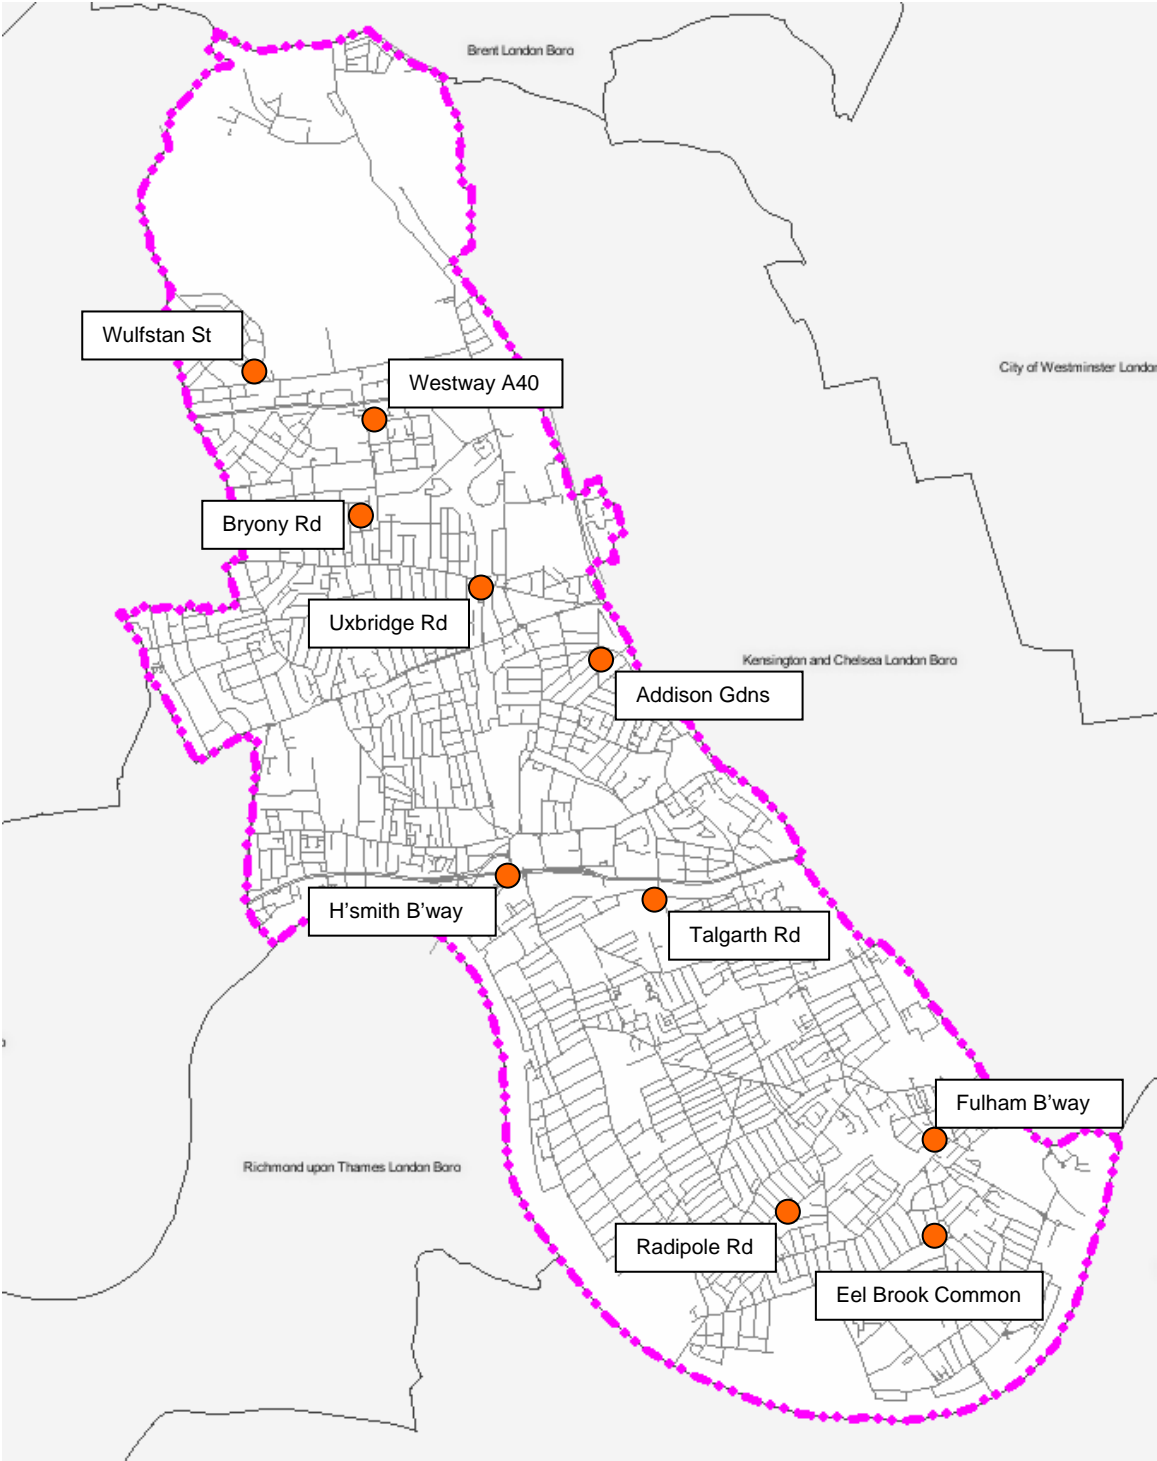 Brent London Boro
Wulfstan St
City of Westminster London
Westway A40
Bryony Rd
Uxbridge Rd
Kensington and Chelsea London Boro
Addison Gdns
H'smith B'way
Talgarth Rd
Fulham B'way
Richmond upon Thames London Boro
Radipole Rd
Eel Brook Common